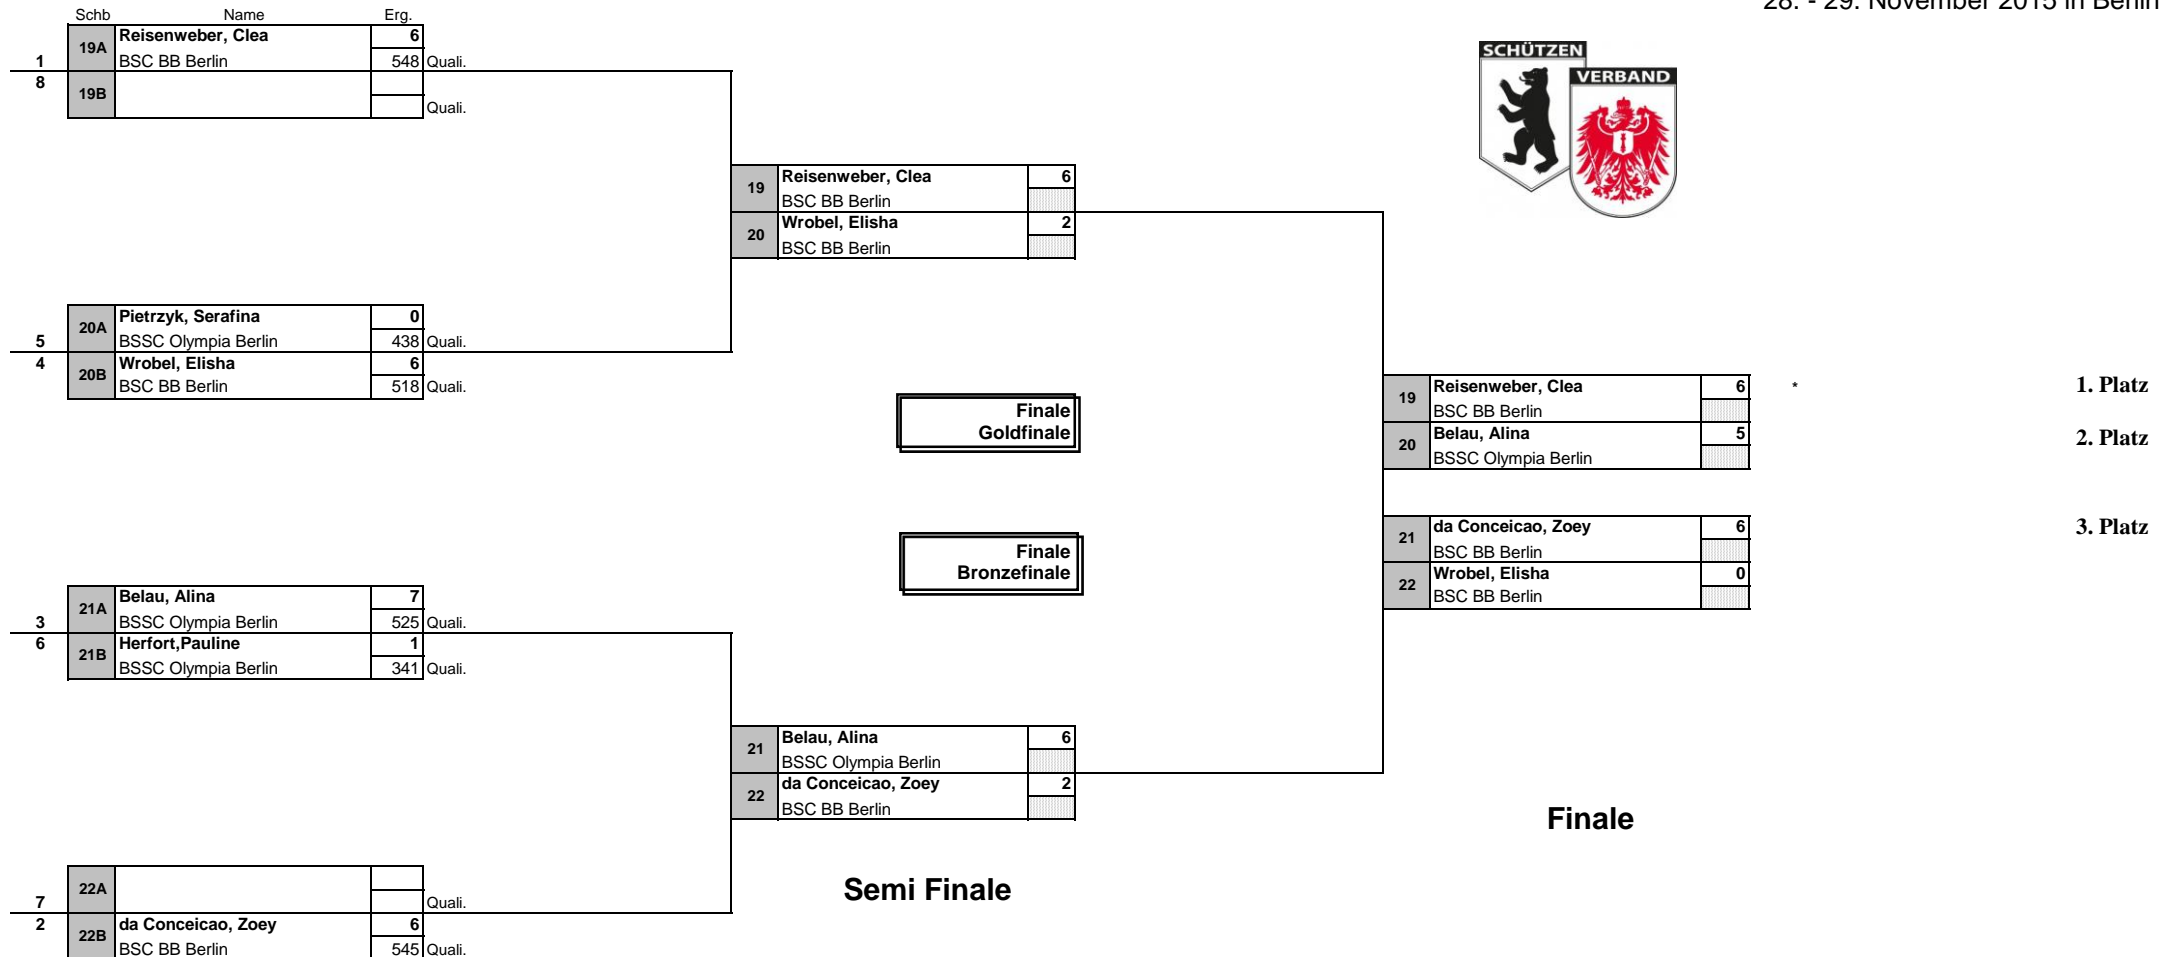 28. - 29. November 2015 in Berlin
Schb Name Erg.
19A Reisenweber, Clea 6
1 BSC BB Berlin 548 Quali.
8 19B
Quali.
SCHÜTZEN
VERBAND
19 Reisenweber, Clea 6
BSC BB Berlin
20 Wrobel, Elisha 2
BSC BB Berlin
20A Pietrzyk, Serafina 0
5 BSSC Olympia Berlin 438 Quali.
4 20B Wrobel, Elisha 6
BSC BB Berlin 518 Quali.
Finale
Goldfinale
19 Reisenweber, Clea 6 * 1. Platz
BSC BB Berlin
20 Belau, Alina 5 2. Platz
BSSC Olympia Berlin
Finale
Bronzefinale
21 da Conceicao, Zoey 6 3. Platz
BSC BB Berlin
22 Wrobel, Elisha 0
BSC BB Berlin
21A Belau, Alina 7
3 BSSC Olympia Berlin 525 Quali.
6 21B Herfort,Pauline 1
BSSC Olympia Berlin 341 Quali.
21 Belau, Alina 6
BSSC Olympia Berlin
22 da Conceicao, Zoey 2
BSC BB Berlin
Finale
Semi Finale
22A
7 Quali.
2 22B da Conceicao, Zoey 6
BSC BB Berlin 545 Quali.